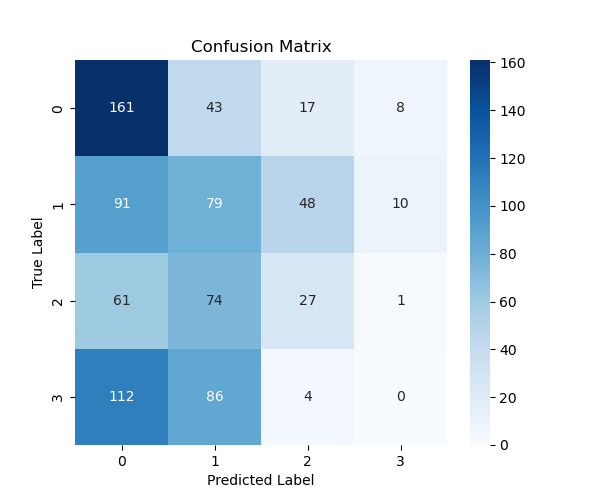 Confusion Matrix
0 161 43 17 8
1 91 79 48 10
2 61 74 27 1
3 112 86 4 0
0 1 2 3
True Label
Predicted Label
160
140
120
100
80
60
40
20
0